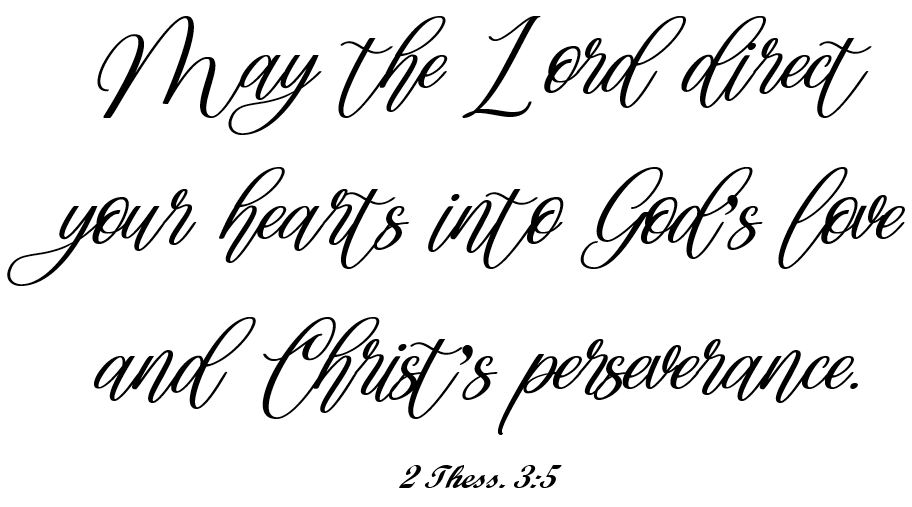 May the Lord direct
your hearts into God's love
and Christ's perseverance.
2 Thess. 3:5